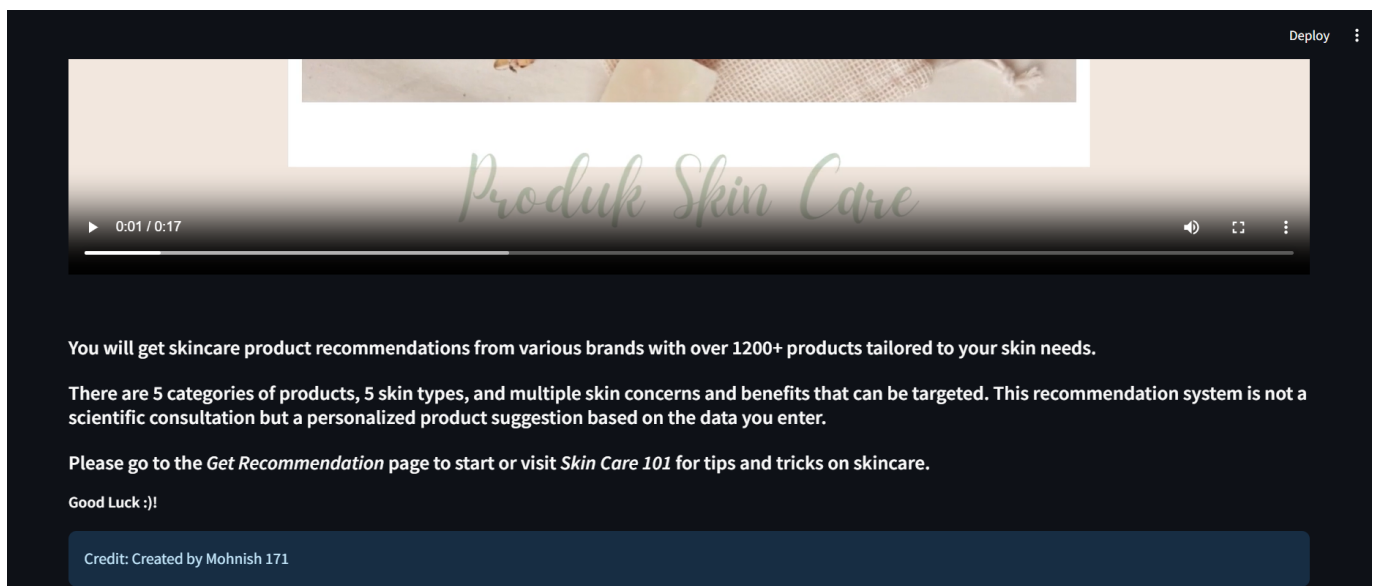 Deploy
Produk Skin Care
0:01 / 0:17
You will get skincare product recommendations from various brands with over 1200+ products tailored to your skin needs.
There are 5 categories of products, 5 skin types, and multiple skin concerns and benefits that can be targeted. This recommendation system is not a
scientific consultation but a personalized product suggestion based on the data you enter.
Please go to the Get Recommendation page to start or visit Skin Care 101 for tips and tricks on skincare.
Good Luck :)!
Credit: Created by Mohnish 171